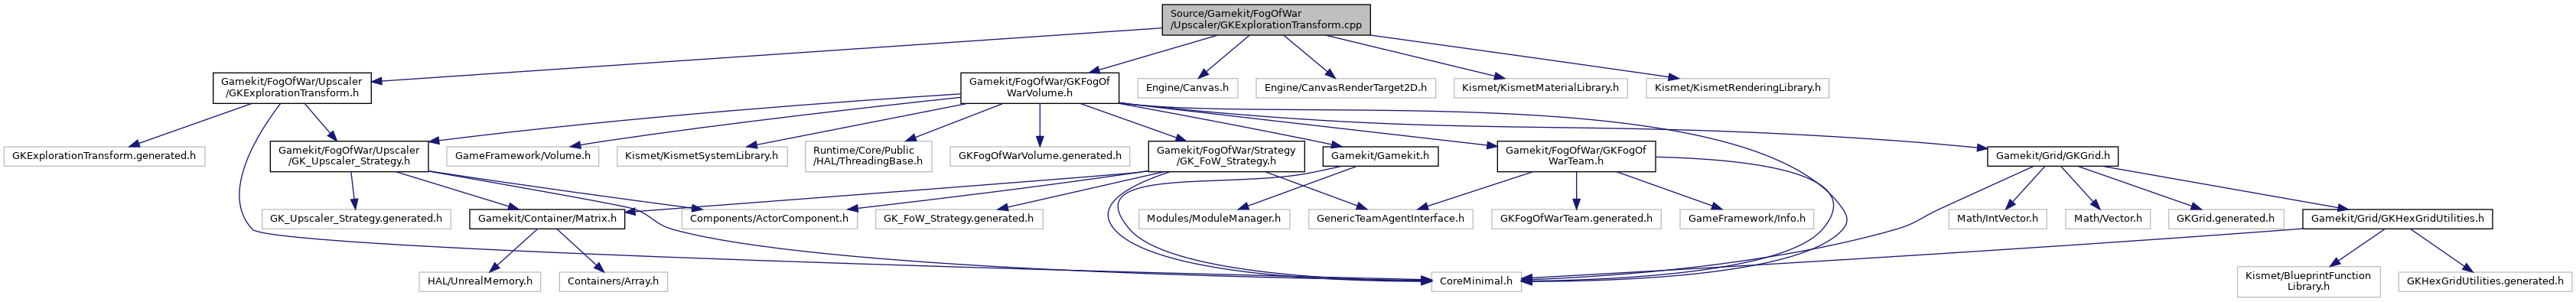 Source/Gamekit/FogOfWar
/Upscaler/GKExplorationTransform.cpp
Gamekit/FogOfWar/Upscaler
/GKExplorationTransform.h
Gamekit/FogOfWar/GKFogOf
WarVolume.h
Engine/Canvas.h
Engine/CanvasRenderTarget2D.h
Kismet/KismetMaterialLibrary.h
Kismet/KismetRenderingLibrary.h
GKExplorationTransform.generated.h
Gamekit/FogOfWar/Upscaler
/GK_Upscaler_Strategy.h
GameFramework/Volume.h
Kismet/KismetSystemLibrary.h
Runtime/Core/Public
/HAL/ThreadingBase.h
GKFogOfWarVolume.generated.h
Gamekit/FogOfWar/Strategy
/GK_FoW_Strategy.h
Gamekit/Gamekit.h
Gamekit/FogOfWar/GKFogOf
WarTeam.h
Gamekit/Grid/GKGrid.h
GK_Upscaler_Strategy.generated.h
Gamekit/Container/Matrix.h
Components/ActorComponent.h
GK_FoW_Strategy.generated.h
Modules/ModuleManager.h
GenericTeamAgentInterface.h
GKFogOfWarTeam.generated.h
GameFramework/Info.h
Math/IntVector.h
Math/Vector.h
GKGrid.generated.h
Gamekit/Grid/GKHexGridUtilities.h
HAL/UnrealMemory.h
Containers/Array.h
CoreMinimal.h
Kismet/BlueprintFunction
Library.h
GKHexGridUtilities.generated.h